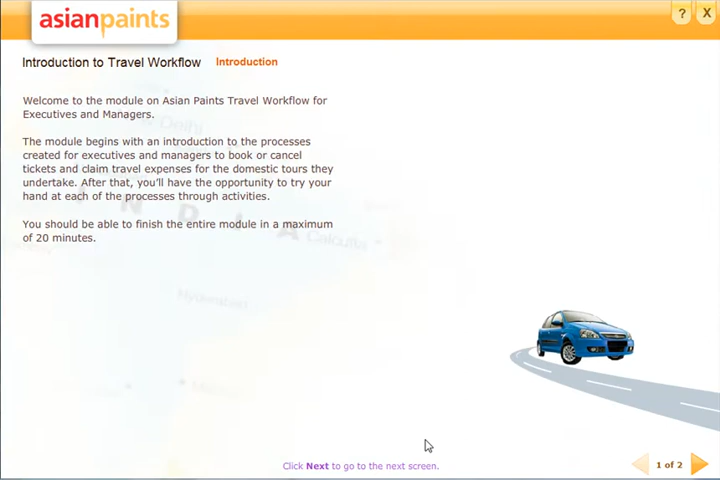 asianpaints
? X
Introduction to Travel Workflow Introduction
Welcome to the module on Asian Paints Travel Workflow for
Executives and Managers.
The module begins with an introduction to the processes
created for executives and managers to book or cancel
tickets and claim travel expenses for the domestic tours they
undertake. After that, you'll have the opportunity to try your
hand at each of the processes through activities.
You should be able to finish the entire module in a maximum
of 20 minutes.
Delhi
I N D I A
Calcutta
Hyderabad
Click Next to go to the next screen.
1 of 2